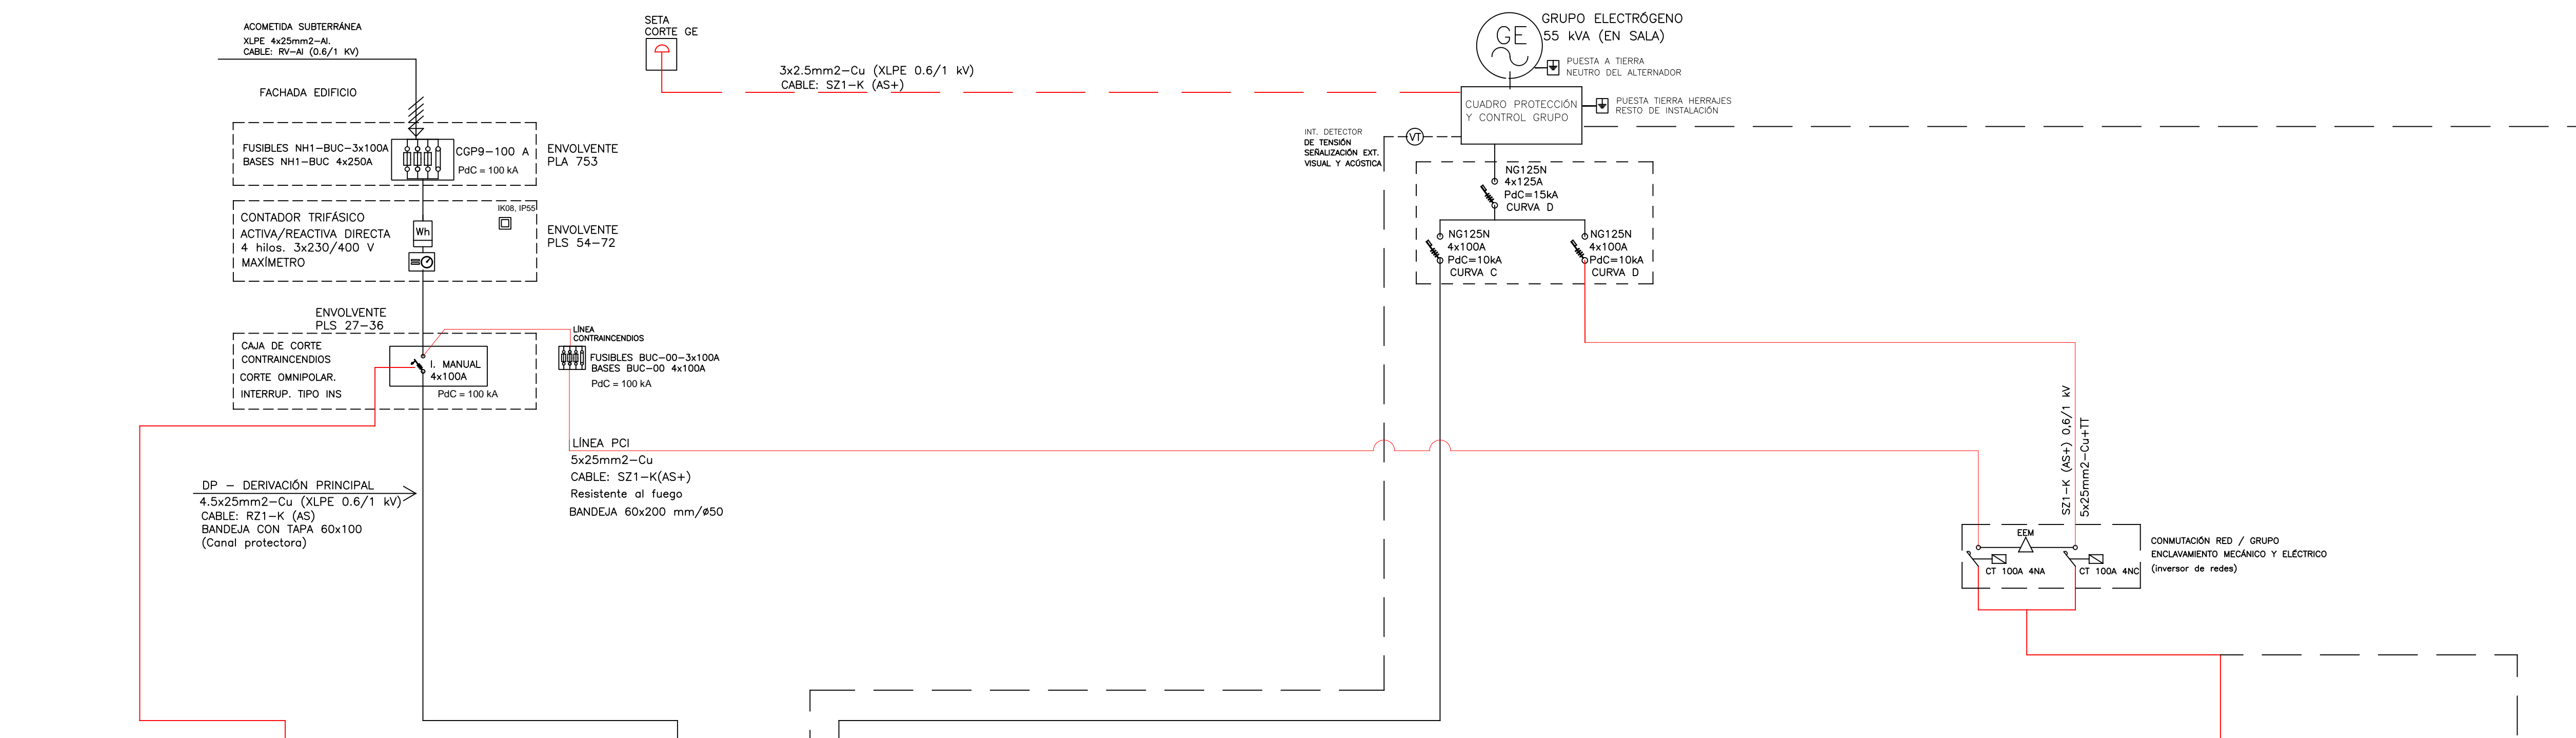 ACOMETIDA SUBTERRÁNEA
XLPE 4x25mm2-Al.
CABLE: RV-Al (0.6/1 KV)
FACHADA EDIFICIO
FUSIBLES NH1-BUC-3x100A
BASES NH1-BUC 4x250A
CGP9-100 A
PdC = 100 kA
ENVOLVENTE
PLA 753
CONTADOR TRIFÁSICO
ACTIVA/REACTIVA DIRECTA
4 hilos. 3x230/400 V
MAXÍMETRO
Wh
IK08, IP55
ENVOLVENTE
PLS 54-72
ENVOLVENTE
PLS 27-36
CAJA DE CORTE
CONTRAINCENDIOS
CORTE OMNIPOLAR.
INTERRUP. TIPO INS
I. MANUAL
4x100A
PdC = 100 kA
LÍNEA
CONTRAINCENDIOS
FUSIBLES BUC-00-3x100A
BASES BUC-00 4x100A
PdC = 100 kA
LÍNEA PCI
5x25mm2-Cu
CABLE: SZ1-K(AS+)
Resistente al fuego
BANDEJA 60x200 mm/ø50
DP - DERIVACIÓN PRINCIPAL
4.5x25mm2-Cu (XLPE 0.6/1 kV)
CABLE: RZ1-K (AS)
BANDEJA CON TAPA 60x100
(Canal protectora)
SETA
CORTE GE
3x2.5mm2-Cu (XLPE 0.6/1 kV)
CABLE: SZ1-K (AS+)
GE
GRUPO ELECTRÓGENO
55 kVA (EN SALA)
PUESTA A TIERRA
NEUTRO DEL ALTERNADOR
CUADRO PROTECCIÓN
Y CONTROL GRUPO
PUESTA TIERRA HERRAJES
RESTO DE INSTALACIÓN
INT. DETECTOR
DE TENSIÓN
SEÑALIZACIÓN EXT.
VISUAL Y ACÚSTICA
VT
NG125N
4x125A
PdC=15kA
CURVA D
NG125N
4x100A
PdC=10kA
CURVA C
NG125N
4x100A
PdC=10kA
CURVA D
SZ1-K (AS+) 0,6/1 kV
5x25mm2-Cu+TT
EEM
CT 100A 4NA
CT 100A 4NC
CONMUTACIÓN RED / GRUPO
ENCLAVAMIENTO MECÁNICO Y ELÉCTRICO
(inversor de redes)